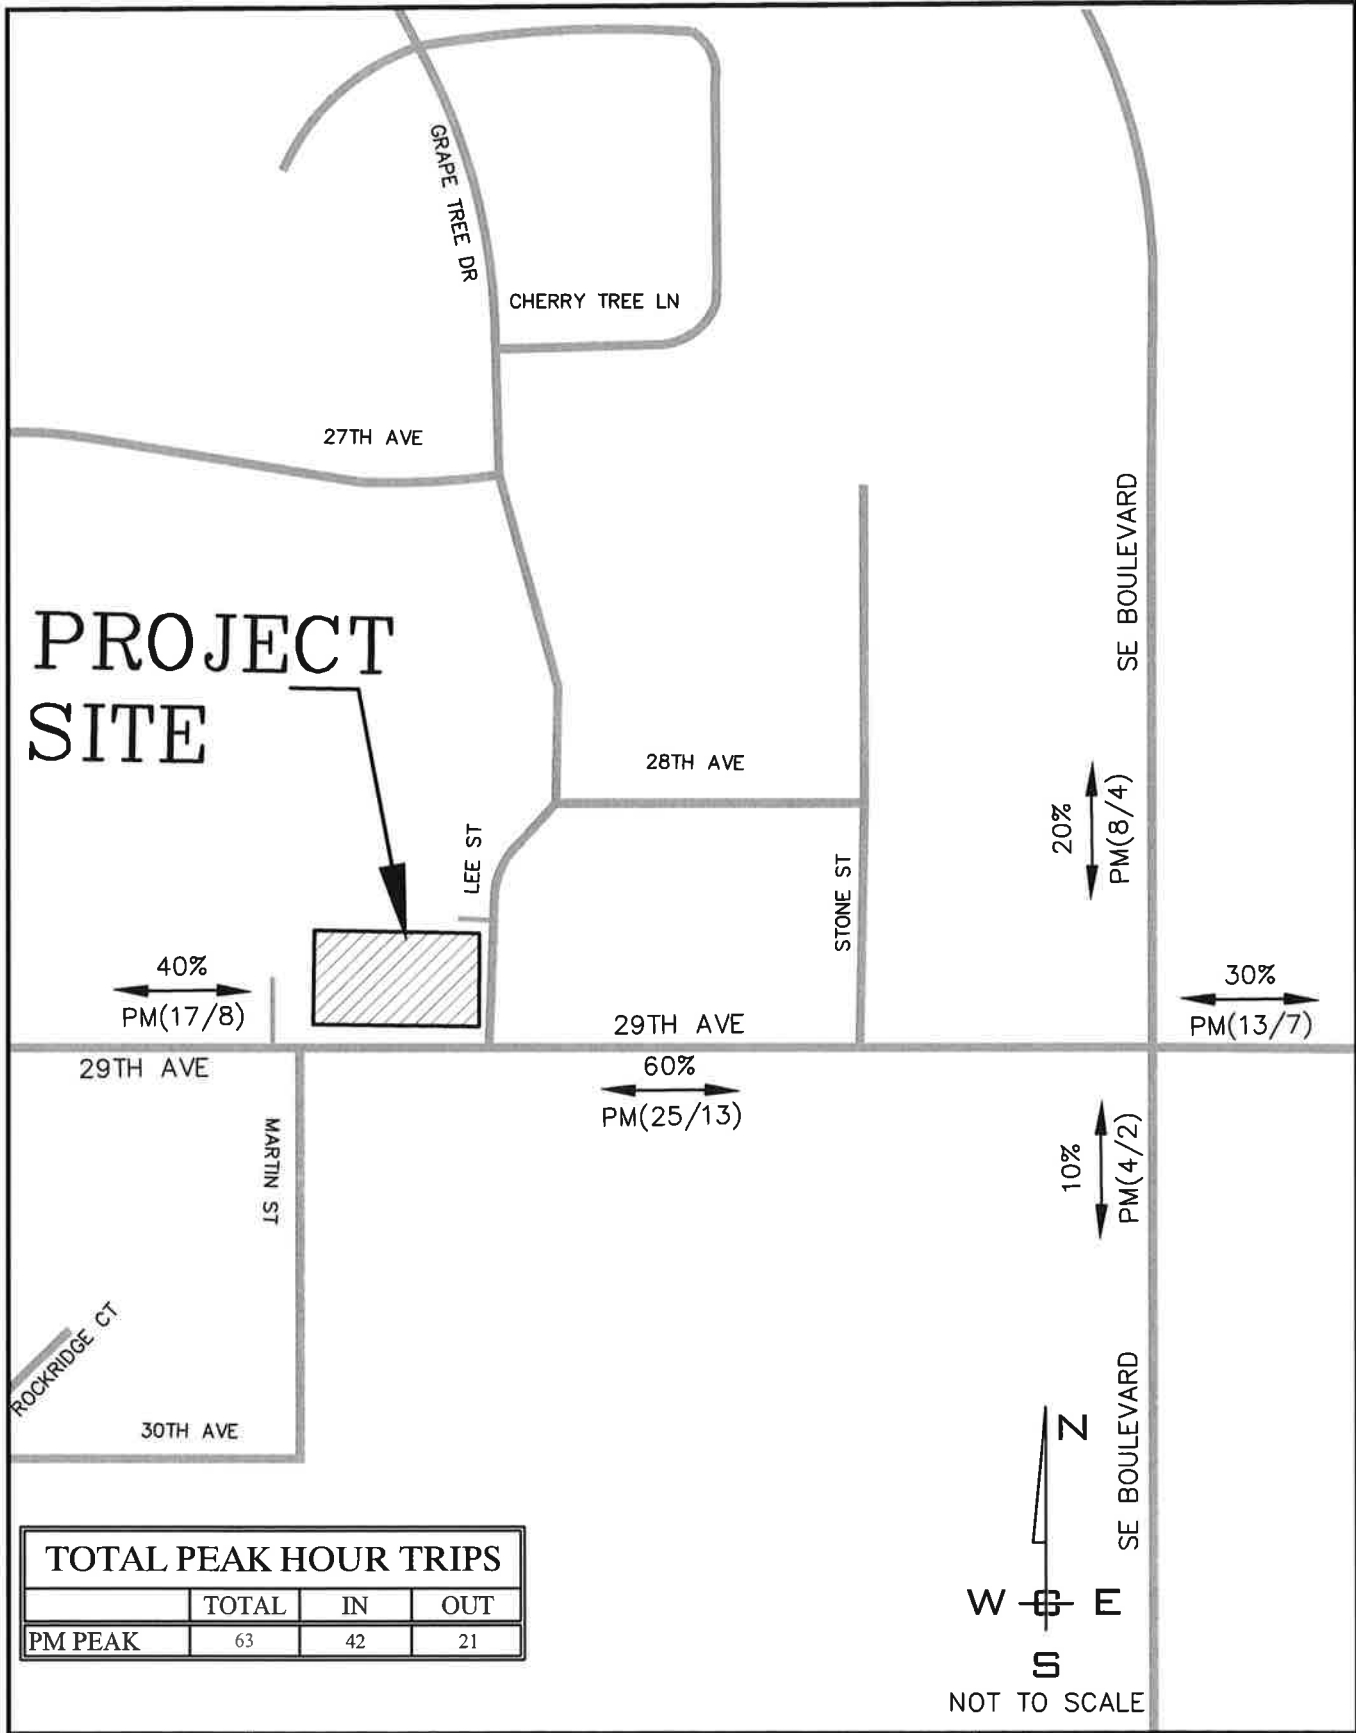 GRAPE TREE DR
CHERRY TREE LN
27TH AVE
SE BOULEVARD
PROJECT
SITE
28TH AVE
20%
PM(8/4)
LEE ST
STONE ST
40%
PM(17/8)
30%
PM(13/7)
29TH AVE
29TH AVE
60%
PM(25/13)
MARTIN ST
10%
PM(4/2)
ROCKRIDGE CT
30TH AVE
SE BOULEVARD
N
W E
S
NOT TO SCALE
TOTAL PEAK HOUR TRIPS
TOTAL IN OUT
PM PEAK 63 42 21